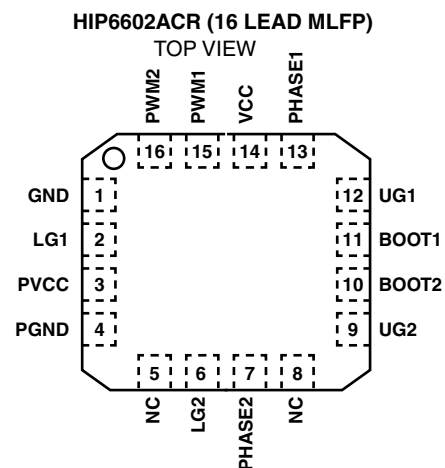 HIP6602ACR (16 LEAD MLFP)
TOP VIEW
PWM2
PWM1
VCC
PHASE1
16
15
14
13
GND
1
LG1
2
PVCC
3
PGND
4
12
UG1
11
BOOT1
10
BOOT2
9
UG2
5
6
7
8
NC
LG2
PHASE2
NC